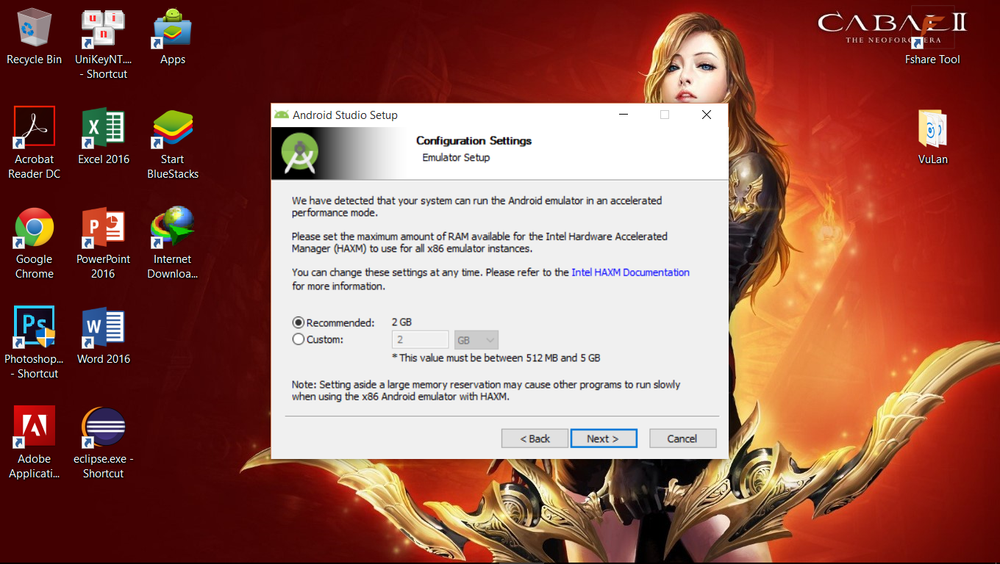 Recycle Bin
UniKeyNT....
- Shortcut
Apps
Acrobat
Reader DC
Excel 2016
Start
BlueStacks
Google
Chrome
PowerPoint
2016
Internet
Downloa...
Photoshop...
- Shortcut
Word 2016
Adobe
Applicati...
eclipse.exe -
Shortcut
Android Studio Setup
Configuration Settings
Emulator Setup
We have detected that your system can run the Android emulator in an accelerated
performance mode.
Please set the maximum amount of RAM available for the Intel Hardware Accelerated
Manager (HAXM) to use for all x86 emulator instances.
You can change these settings at any time. Please refer to the Intel HAXM Documentation
for more information.
Recommended: 2 GB
Custom: 2 GB
* This value must be between 512 MB and 5 GB
Note: Setting aside a large memory reservation may cause other programs to run slowly
when using the x86 Android emulator with HAXM.
< Back Next > Cancel
II
THE
Fshare Tool
VuLan